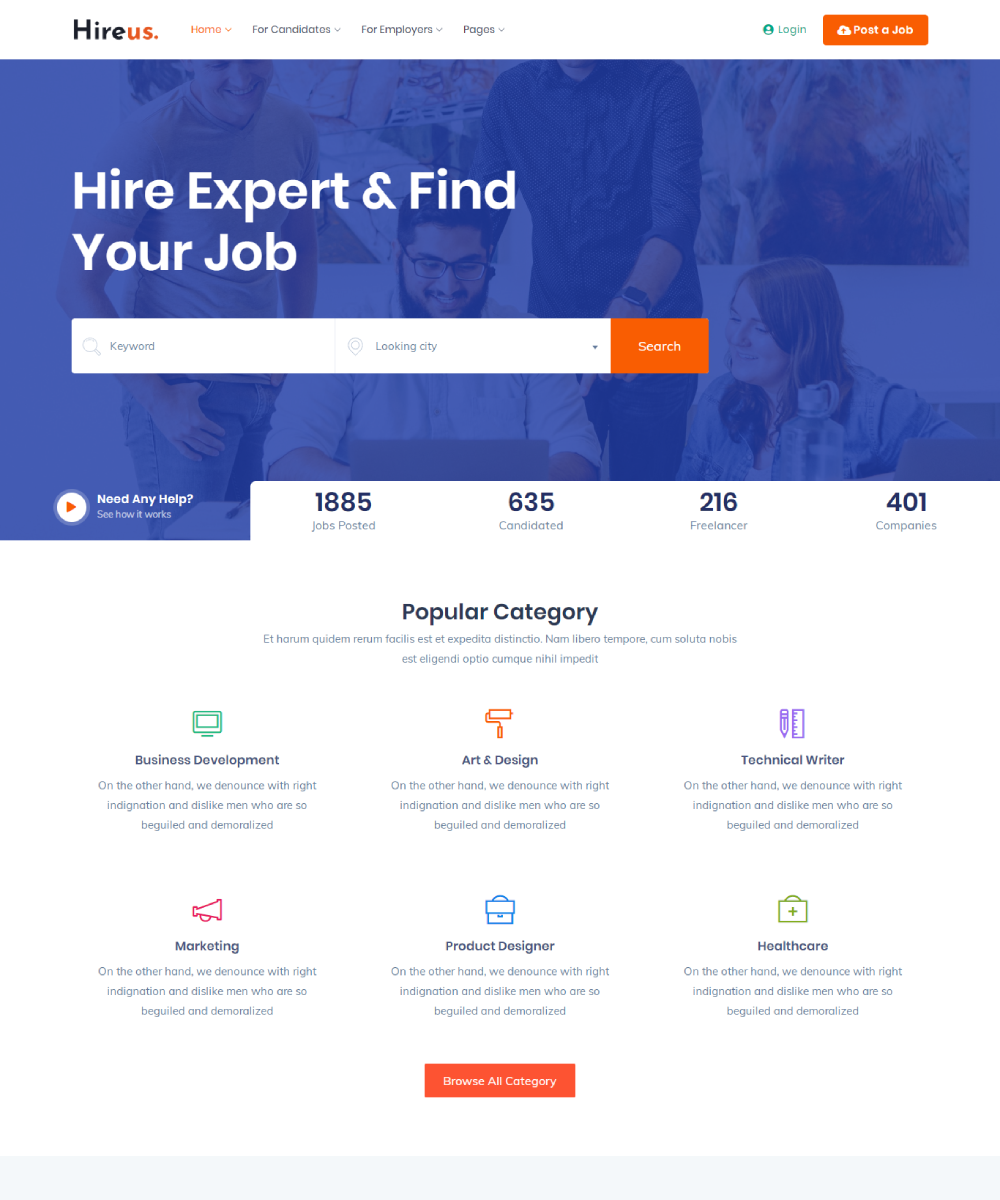 Hireus.
Home
For Candidates
For Employers
Pages
Login
Post a Job
Hire Expert & Find
Your Job
Keyword
Looking city
Search
Need Any Help?
See how it works
1885
Jobs Posted
635
Candidated
216
Freelancer
401
Companies
Popular Category
Et harum quidem rerum facilis est et expedita distinctio. Nam libero tempore, cum soluta nobis
est eligendi optio cumque nihil impedit
Business Development
On the other hand, we denounce with right
indignation and dislike men who are so
beguiled and demoralized
Art & Design
On the other hand, we denounce with right
indignation and dislike men who are so
beguiled and demoralized
Technical Writer
On the other hand, we denounce with right
indignation and dislike men who are so
beguiled and demoralized
Marketing
On the other hand, we denounce with right
indignation and dislike men who are so
beguiled and demoralized
Product Designer
On the other hand, we denounce with right
indignation and dislike men who are so
beguiled and demoralized
Healthcare
On the other hand, we denounce with right
indignation and dislike men who are so
beguiled and demoralized
Browse All Category